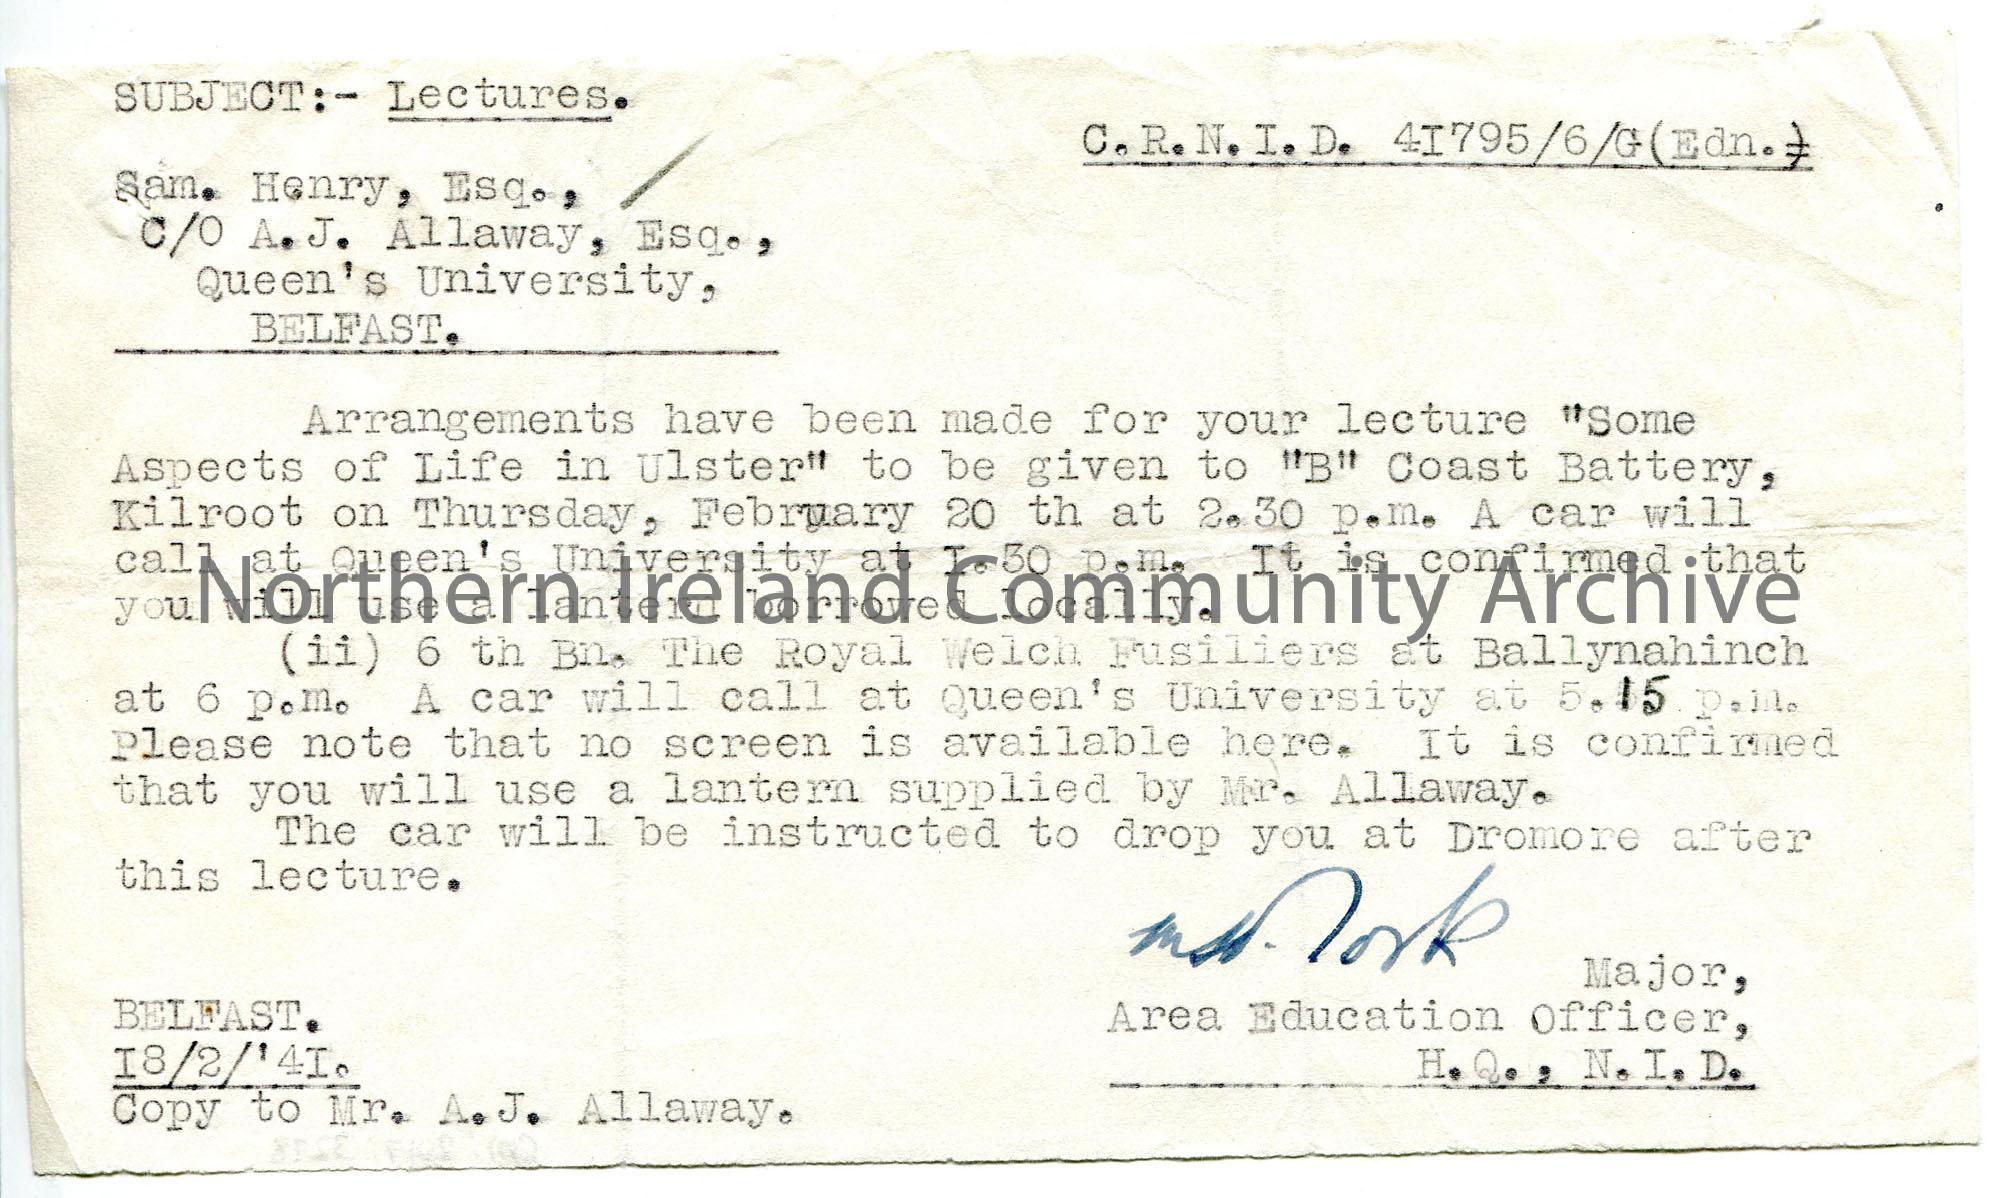 SUBJECT:- Lectures.
C.R.N.I.D. 4I795/6/G(Edn.)
Sam. Henry, Esq.,
C/O A.J. Allaway, Esq.,
Queen's University,
BELFAST.
Arrangements have been made for your lecture "Some
Aspects of Life in Ulster" to be given to "B" Coast Battery,
Kilroot on Thursday, February 20 th at 2.30 p.m. A car will
call at Queen's University at I.30 p.m. It is confirmed that
you will use a lantern borrowed locally.
Northern Ireland Community Archive
(ii) 6 th Bn. The Royal Welch Fusiliers at Ballynahinch
at 6 p.m. A car will call at Queen's University at 5.15 p.m.
Please note that no screen is available here. It is confirmed
that you will use a lantern supplied by Mr. Allaway.
The car will be instructed to drop you at Dromore after
this lecture.
Major,
Area Education Officer,
H.Q., N.I.D.
BELFAST.
I8/2/'4I.
Copy to Mr. A.J. Allaway.